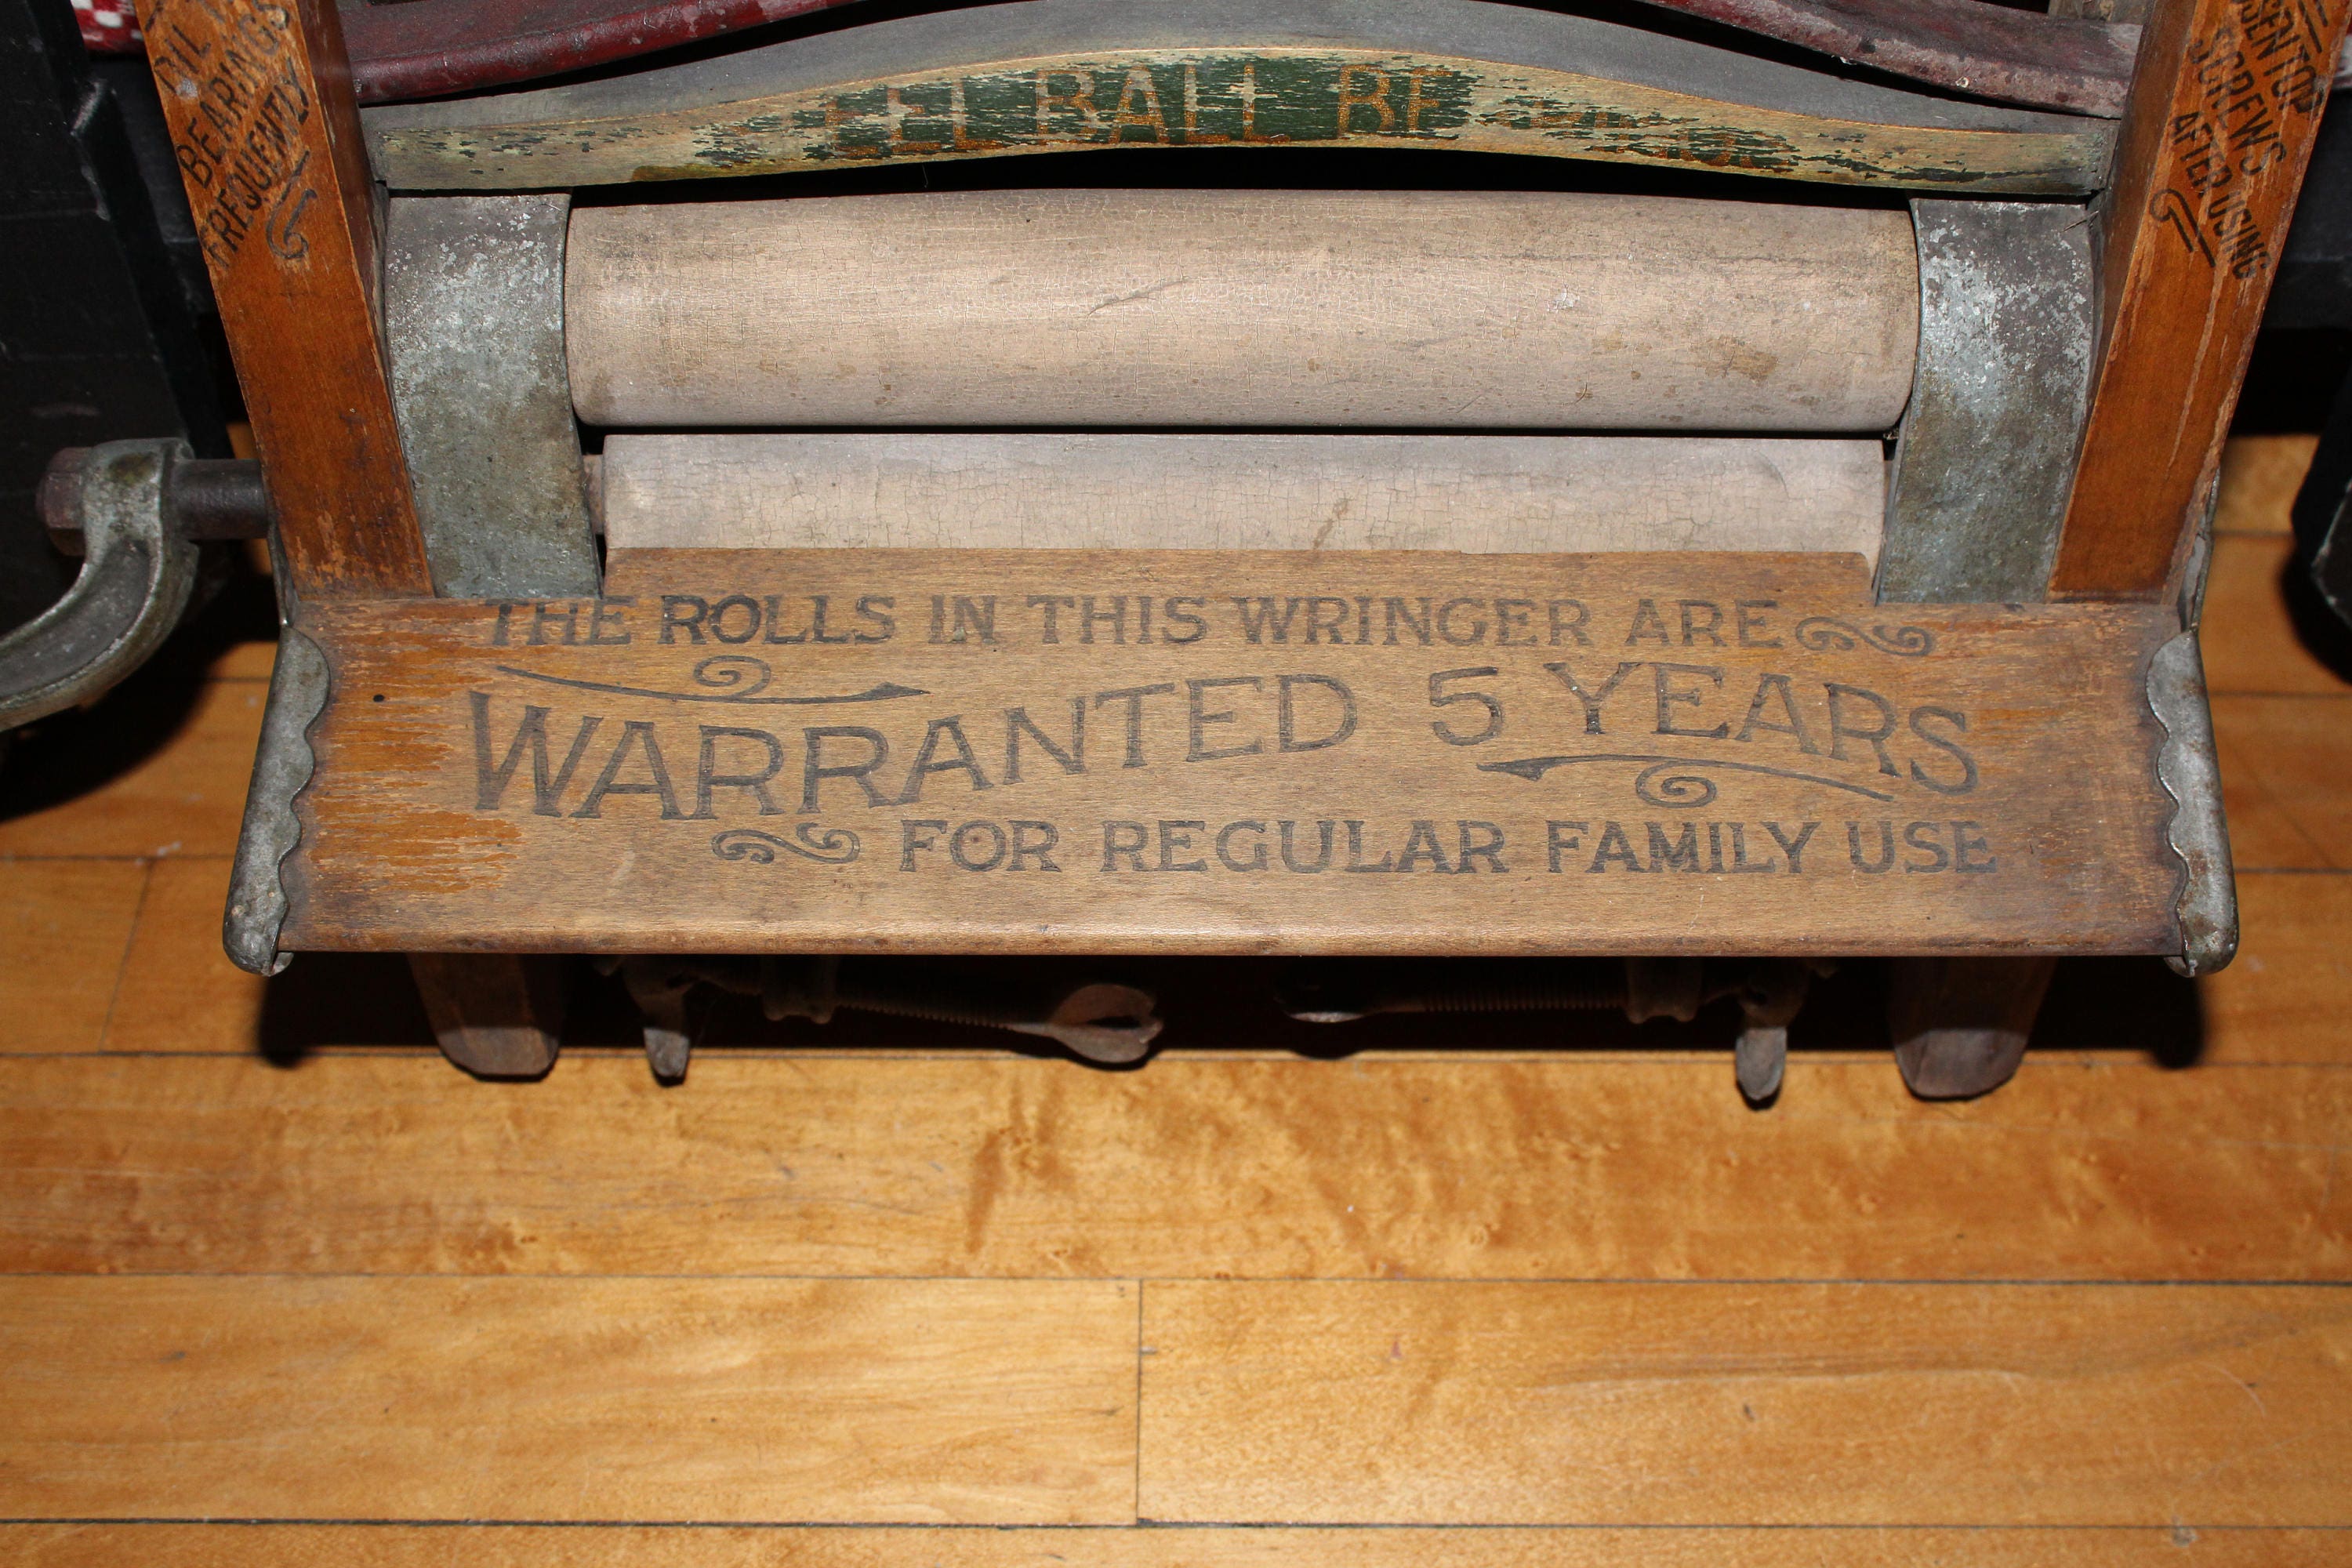 BEARINGS
FREQUENTLY
BALL
SCREWS
AFTER USING
THE ROLLS IN THIS WRINGER ARE
WARRANTED 5 YEARS
FOR REGULAR FAMILY USE